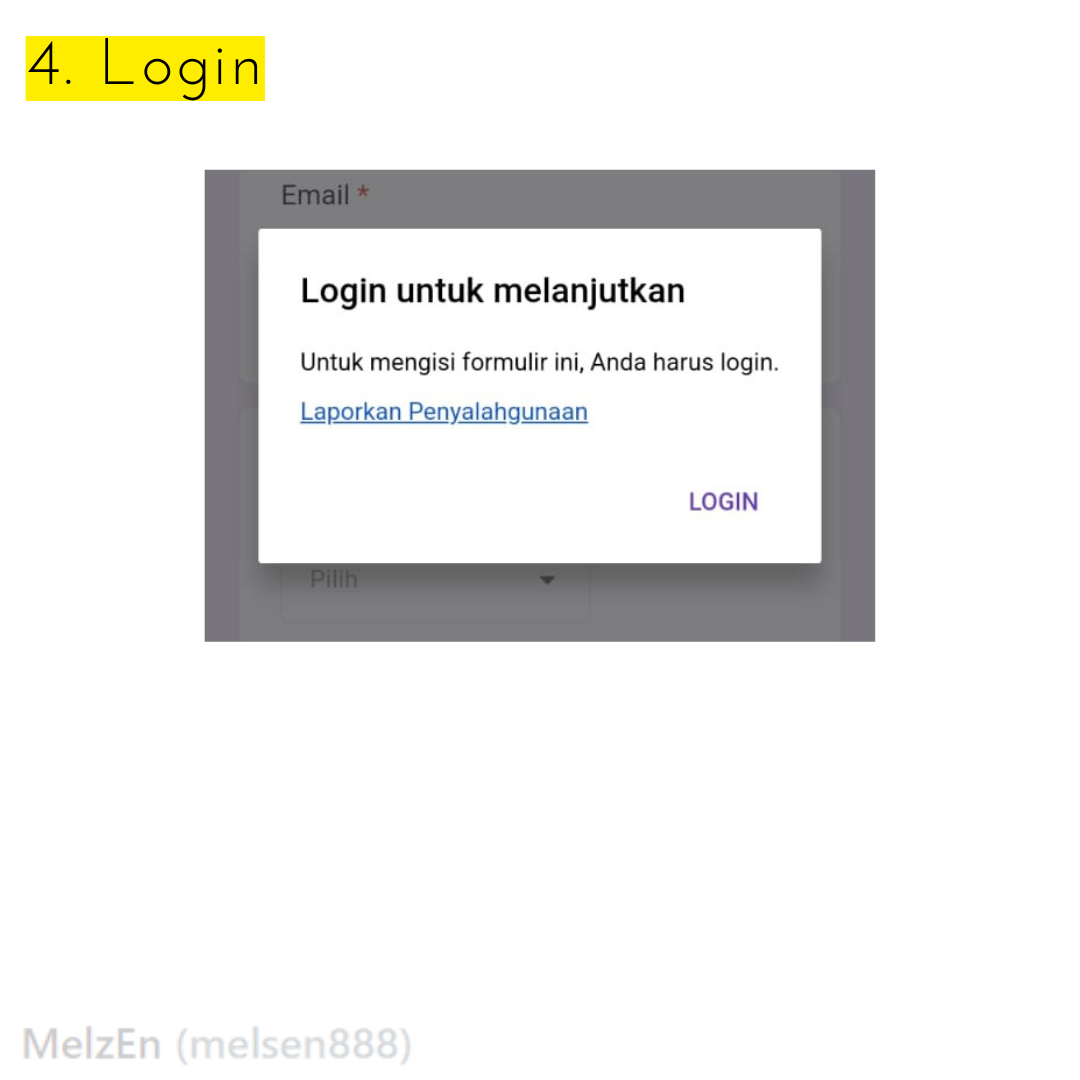 4. Login
Email *
Login untuk melanjutkan
Untuk mengisi formulir ini, Anda harus login.
Laporkan Penyalahgunaan
LOGIN
Pilih
MelzEn (melsen888)